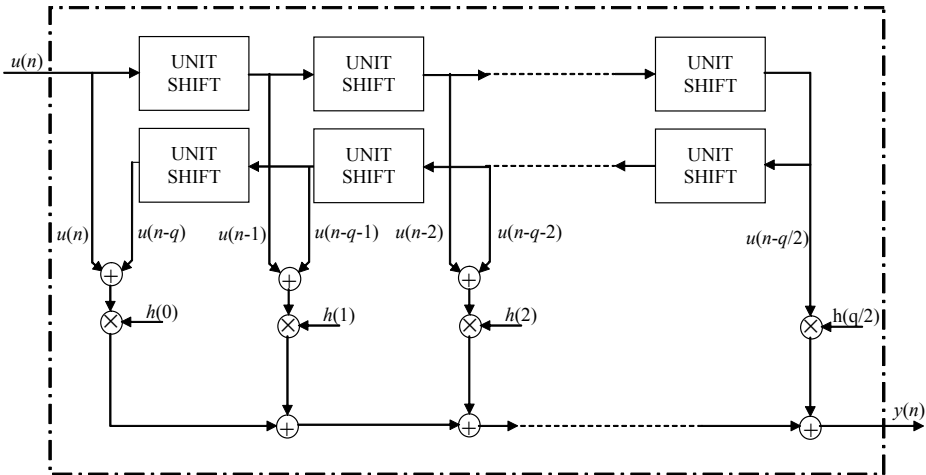 u(n)
UNIT
SHIFT
UNIT
SHIFT
UNIT
SHIFT
UNIT
SHIFT
UNIT
SHIFT
UNIT
SHIFT
u(n)
u(n-q)
u(n-1)
u(n-q-1)
u(n-2)
u(n-q-2)
u(n-q/2)
+
+
+
×
h(0)
×
h(1)
×
h(2)
×
h(q/2)
+
+
+
y(n)